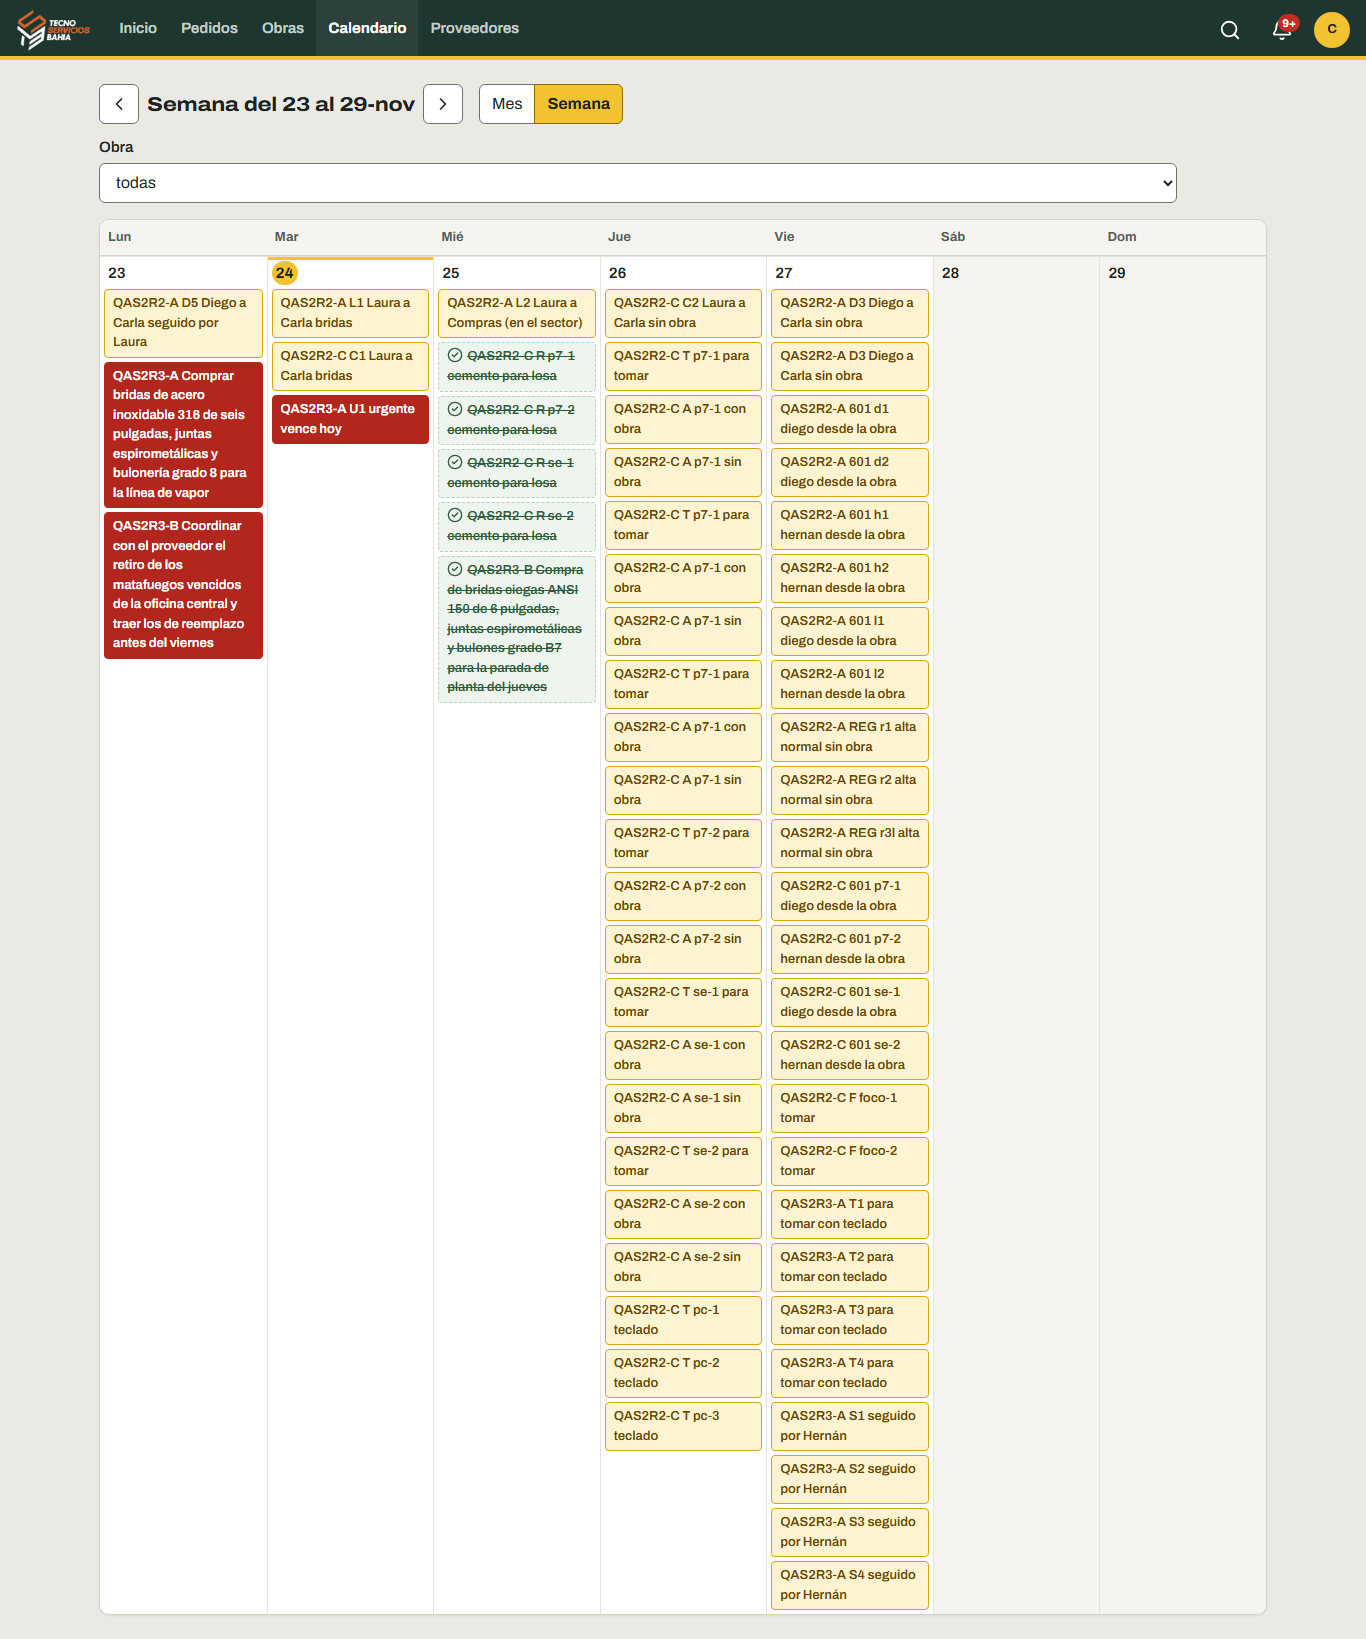 TECNO
SERVICIOS
BAHIA
Inicio
Pedidos
Obras
Calendario
Proveedores
9+
C
Semana del 23 al 29-nov
Mes
Semana
Obra
todas
Lun
Mar
Mié
Jue
Vie
Sáb
Dom
23
QAS2R2-A D5 Diego a
Carla seguido por
Laura
QAS2R3-A Comprar
bridas de acero
inoxidable 316 de seis
pulgadas, juntas
espirometálicas y
bulonería grado 8 para
la línea de vapor
QAS2R3-B Coordinar
con el proveedor el
retiro de los
matafuegos vencidos
de la oficina central y
traer los de reemplazo
antes del viernes
24
QAS2R2-A L1 Laura a
Carla bridas
QAS2R2-C C1 Laura a
Carla bridas
QAS2R3-A U1 urgente
vence hoy
25
QAS2R2-A L2 Laura a
Compras (en el sector)
QAS2R2-C R p7-1
cemento para losa
QAS2R2-C R p7-2
cemento para losa
QAS2R2-C R se-1
cemento para losa
QAS2R2-C R se-2
cemento para losa
QAS2R3-B Compra
de bridas ciegas ANSI
150 de 6 pulgadas,
juntas espirometálicas
y bulones grado B7
para la parada de
planta del jueves
26
QAS2R2-C C2 Laura a
Carla sin obra
QAS2R2-C T p7-1 para
tomar
QAS2R2-C A p7-1 con
obra
QAS2R2-C A p7-1 sin
obra
QAS2R2-C T p7-1 para
tomar
QAS2R2-C A p7-1 con
obra
QAS2R2-C A p7-1 sin
obra
QAS2R2-C T p7-1 para
tomar
QAS2R2-C A p7-1 con
obra
QAS2R2-C A p7-1 sin
obra
QAS2R2-C T p7-2 para
tomar
QAS2R2-C A p7-2 con
obra
QAS2R2-C A p7-2 sin
obra
QAS2R2-C T se-1 para
tomar
QAS2R2-C A se-1 con
obra
QAS2R2-C A se-1 sin
obra
QAS2R2-C T se-2 para
tomar
QAS2R2-C A se-2 con
obra
QAS2R2-C A se-2 sin
obra
QAS2R2-C T pc-1
teclado
QAS2R2-C T pc-2
teclado
QAS2R2-C T pc-3
teclado
27
QAS2R2-A D3 Diego a
Carla sin obra
QAS2R2-A D3 Diego a
Carla sin obra
QAS2R2-A 601 d1
diego desde la obra
QAS2R2-A 601 d2
diego desde la obra
QAS2R2-A 601 h1
hernan desde la obra
QAS2R2-A 601 h2
hernan desde la obra
QAS2R2-A 601 l1
diego desde la obra
QAS2R2-A 601 l2
hernan desde la obra
QAS2R2-A REG r1 alta
normal sin obra
QAS2R2-A REG r2 alta
normal sin obra
QAS2R2-A REG r3l alta
normal sin obra
QAS2R2-C 601 p7-1
diego desde la obra
QAS2R2-C 601 p7-2
hernan desde la obra
QAS2R2-C 601 se-1
diego desde la obra
QAS2R2-C 601 se-2
hernan desde la obra
QAS2R2-C F foco-1
tomar
QAS2R2-C F foco-2
tomar
QAS2R3-A T1 para
tomar con teclado
QAS2R3-A T2 para
tomar con teclado
QAS2R3-A T3 para
tomar con teclado
QAS2R3-A T4 para
tomar con teclado
QAS2R3-A S1 seguido
por Hernán
QAS2R3-A S2 seguido
por Hernán
QAS2R3-A S3 seguido
por Hernán
QAS2R3-A S4 seguido
por Hernán
28
29